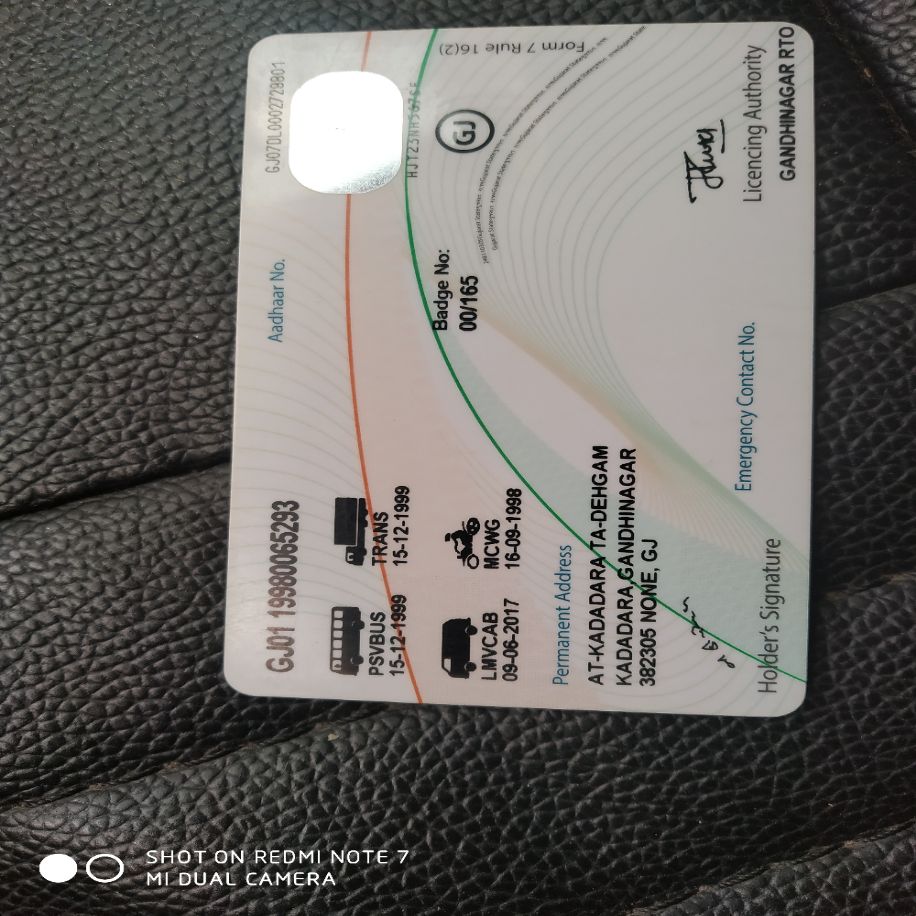 GJ01 19980065293
Aadhaar No.
GJ07DL0002729801
PSVBUS
15-12-1999
TRANS
15-12-1999
LMVCAB
09-06-2017
MCWG
16-09-1998
Badge No:
00/165
GJ
Form 7 Rule 16(2)
Permanent Address
AT-KADADARA TA-DEHGAM
KADADARA,GANDHINAGAR
382305 NONE, GJ
Emergency Contact No.
Holder's Signature
Licencing Authority
GANDHINAGAR RTO
SHOT ON REDMI NOTE 7
MI DUAL CAMERA